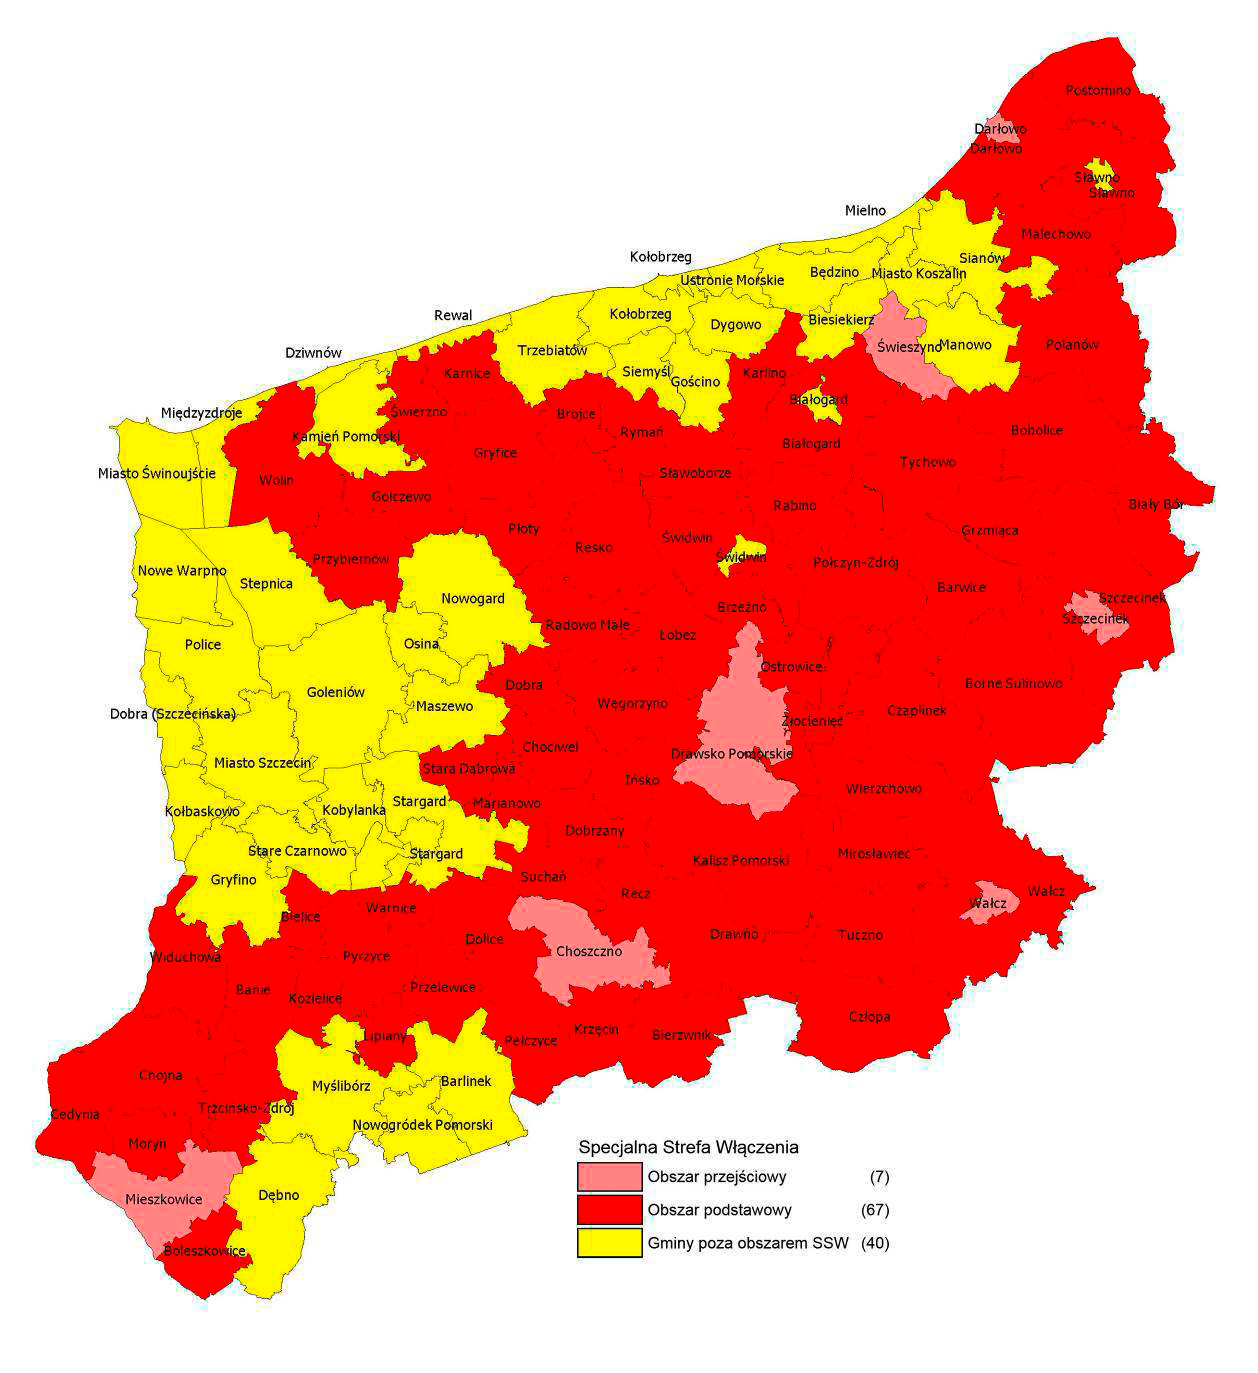 Postomino
Darłowo
Darłowo
Sławno
Sławno
Mielno
Malechowo
Kołobrzeg
Sianów
Ustronie Morskie
Będzino
Miasto Koszalin
Rewal
Kołobrzeg
Dygowo
Biesiekierz
Świeszyno
Manowo
Polanów
Dziwnów
Trzebiatów
Siemyśl
Gościno
Karlino
Karnice
Białogard
Międzyzdroje
Świerzno
Brojce
Rymań
Bobolice
Kamień Pomorski
Białogard
Gryfice
Tychowo
Miasto Świnoujście
Wolin
Sławoborze
Gołczewo
Rąbino
Biały Bór
Płoty
Grzmiąca
Resko
Świdwin
Świdwin
Przybiernów
Połczyn-Zdrój
Nowe Warpno
Stepnica
Barwice
Nowogard
Szczecinek
Brzeżno
Szczecinek
Radowo Małe
Łobez
Police
Osina
Ostrowice
Goleniów
Dobra
Borne Sulinowo
Maszewo
Węgorzyno
Czaplinek
Dobra (Szczecińska)
Złocieniec
Chociwel
Drawsko Pomorskie
Miasto Szczecin
Stara Dąbrowa
Ińsko
Wierzchowo
Stargard
Marianowo
Kołbaskowo
Kobylanka
Dobrzany
Stare Czarnowo
Stargard
Kalisz Pomorski
Mirosławiec
Gryfino
Suchań
Recz
Wałcz
Wałcz
Bielice
Warnice
Dolice
Drawno
Tuczno
Widuchowa
Pyrzyce
Choszczno
Banie
Kozielice
Przelewice
Człopa
Lipiany
Pełczyce
Krzęcin
Bierzwnik
Chojna
Myślibórz
Barlinek
Cedynia
Trzcińsko-Zdrój
Nowogródek Pomorski
Moryń
Mieszkowice
Dębno
Boleszkowice
Specjalna Strefa Włączenia
Obszar przejściowy (7)
Obszar podstawowy (67)
Gminy poza obszarem SSW (40)